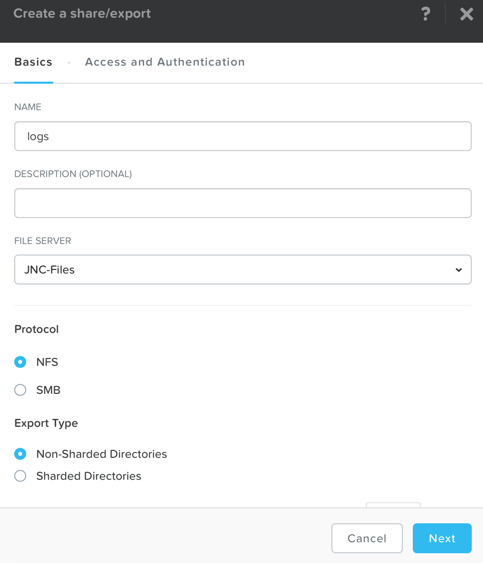 Create a share/export ?
Basics · Access and Authentication
NAME
logs
DESCRIPTION (OPTIONAL)
FILE SERVER
JNC-Files
Protocol
NFS
SMB
Export Type
Non-Sharded Directories
Sharded Directories
Cancel Next